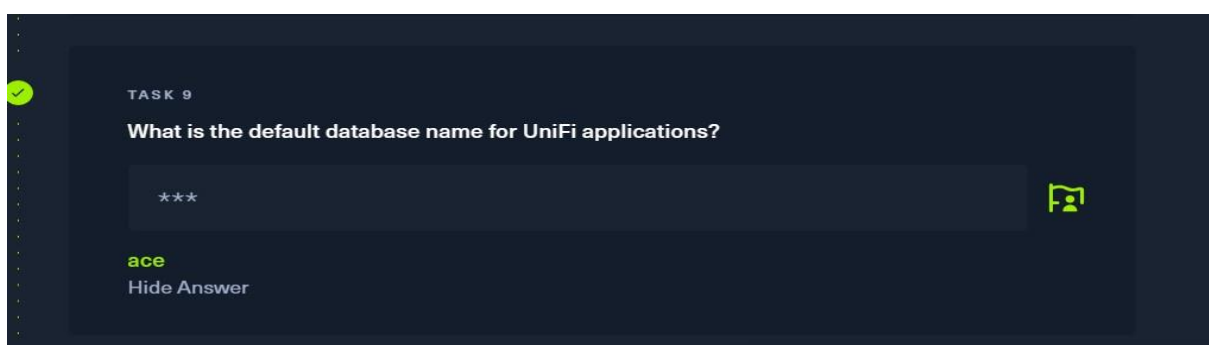 TASK 9
What is the default database name for UniFi applications?
***
ace
Hide Answer